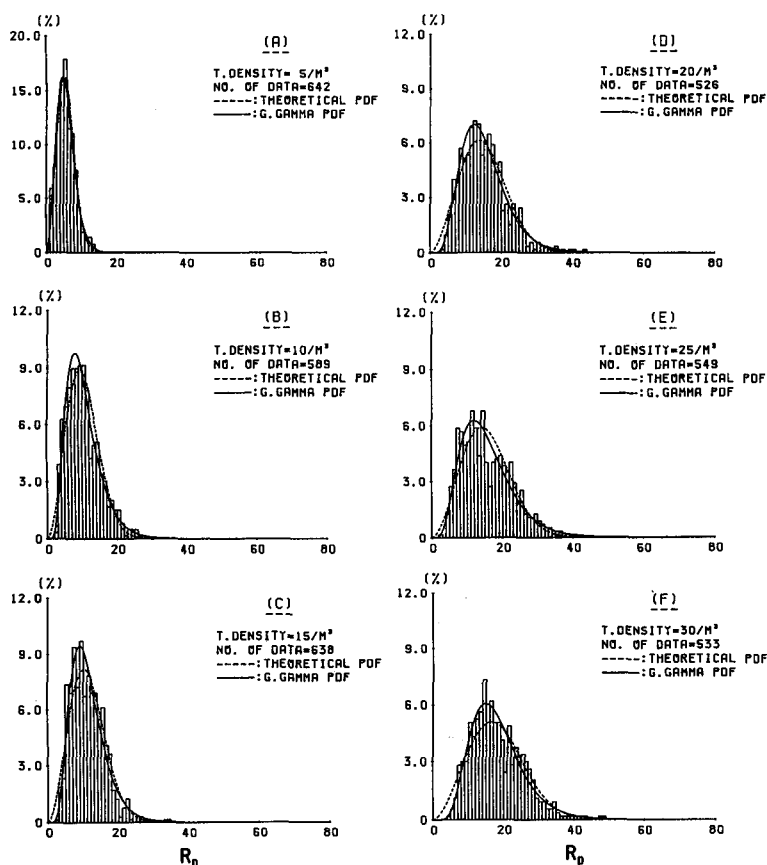 (%)
(A)
20.0
T.DENSITY= 5/M³
NO. OF DATA=642
-----:THEORETICAL PDF
——:G.GAMMA PDF
15.0
10.0
5.0
0
0 20 40 60 80
(%)
(B)
12.0
T.DENSITY=10/M³
NO. OF DATA=589
-----:THEORETICAL PDF
——:G.GAMMA PDF
9.0
6.0
3.0
0
0 20 40 60 80
(%)
(C)
12.0
T.DENSITY=15/M³
NO. OF DATA=638
-----:THEORETICAL PDF
——:G.GAMMA PDF
9.0
6.0
3.0
0
0 20 40 60 80
R_D
(%)
(D)
12.0
T.DENSITY=20/M³
NO. OF DATA=526
-----:THEORETICAL PDF
——:G.GAMMA PDF
9.0
6.0
3.0
0
0 20 40 60 80
(%)
(E)
12.0
T.DENSITY=25/M³
NO. OF DATA=549
-----:THEORETICAL PDF
——:G.GAMMA PDF
9.0
6.0
3.0
0
0 20 40 60 80
(%)
(F)
12.0
T.DENSITY=30/M³
NO. OF DATA=533
-----:THEORETICAL PDF
——:G.GAMMA PDF
9.0
6.0
3.0
0
0 20 40 60 80
R_D